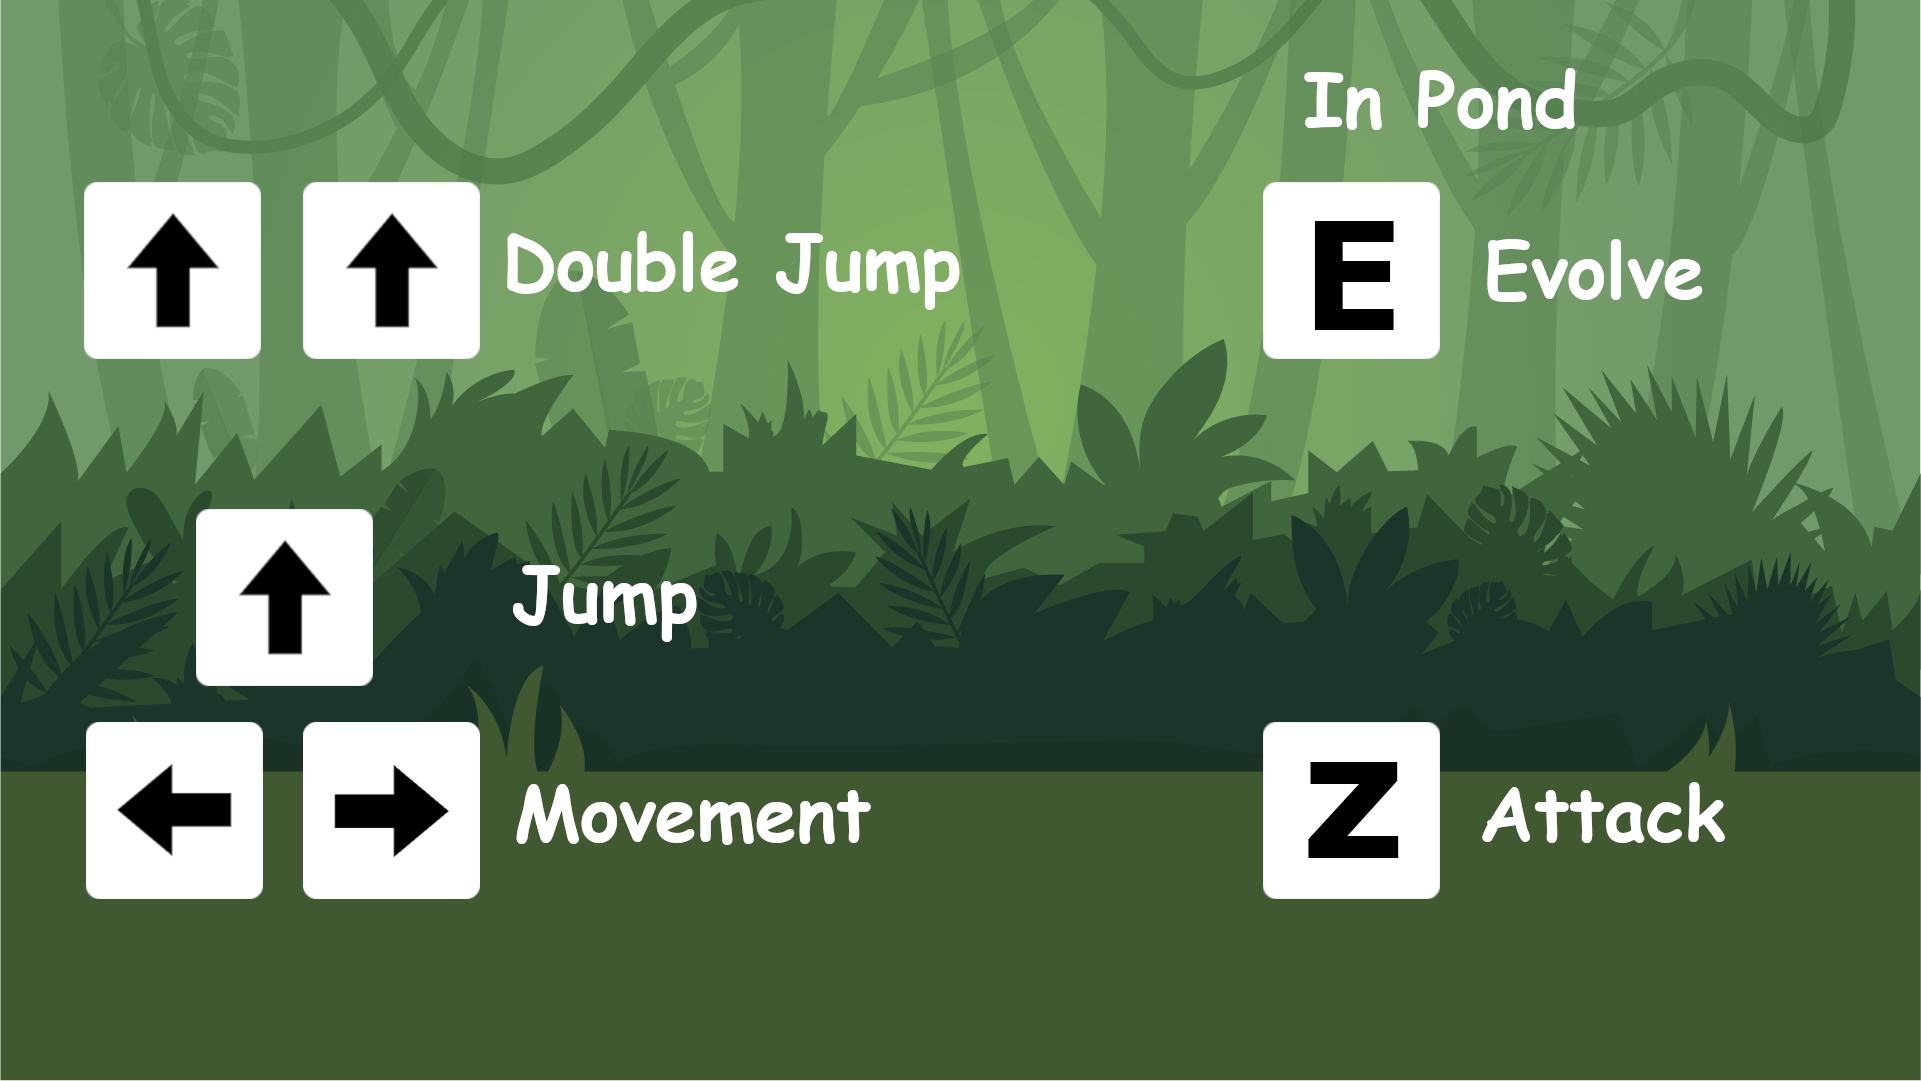 In Pond
Double Jump
E Evolve
Jump
Movement
Z Attack